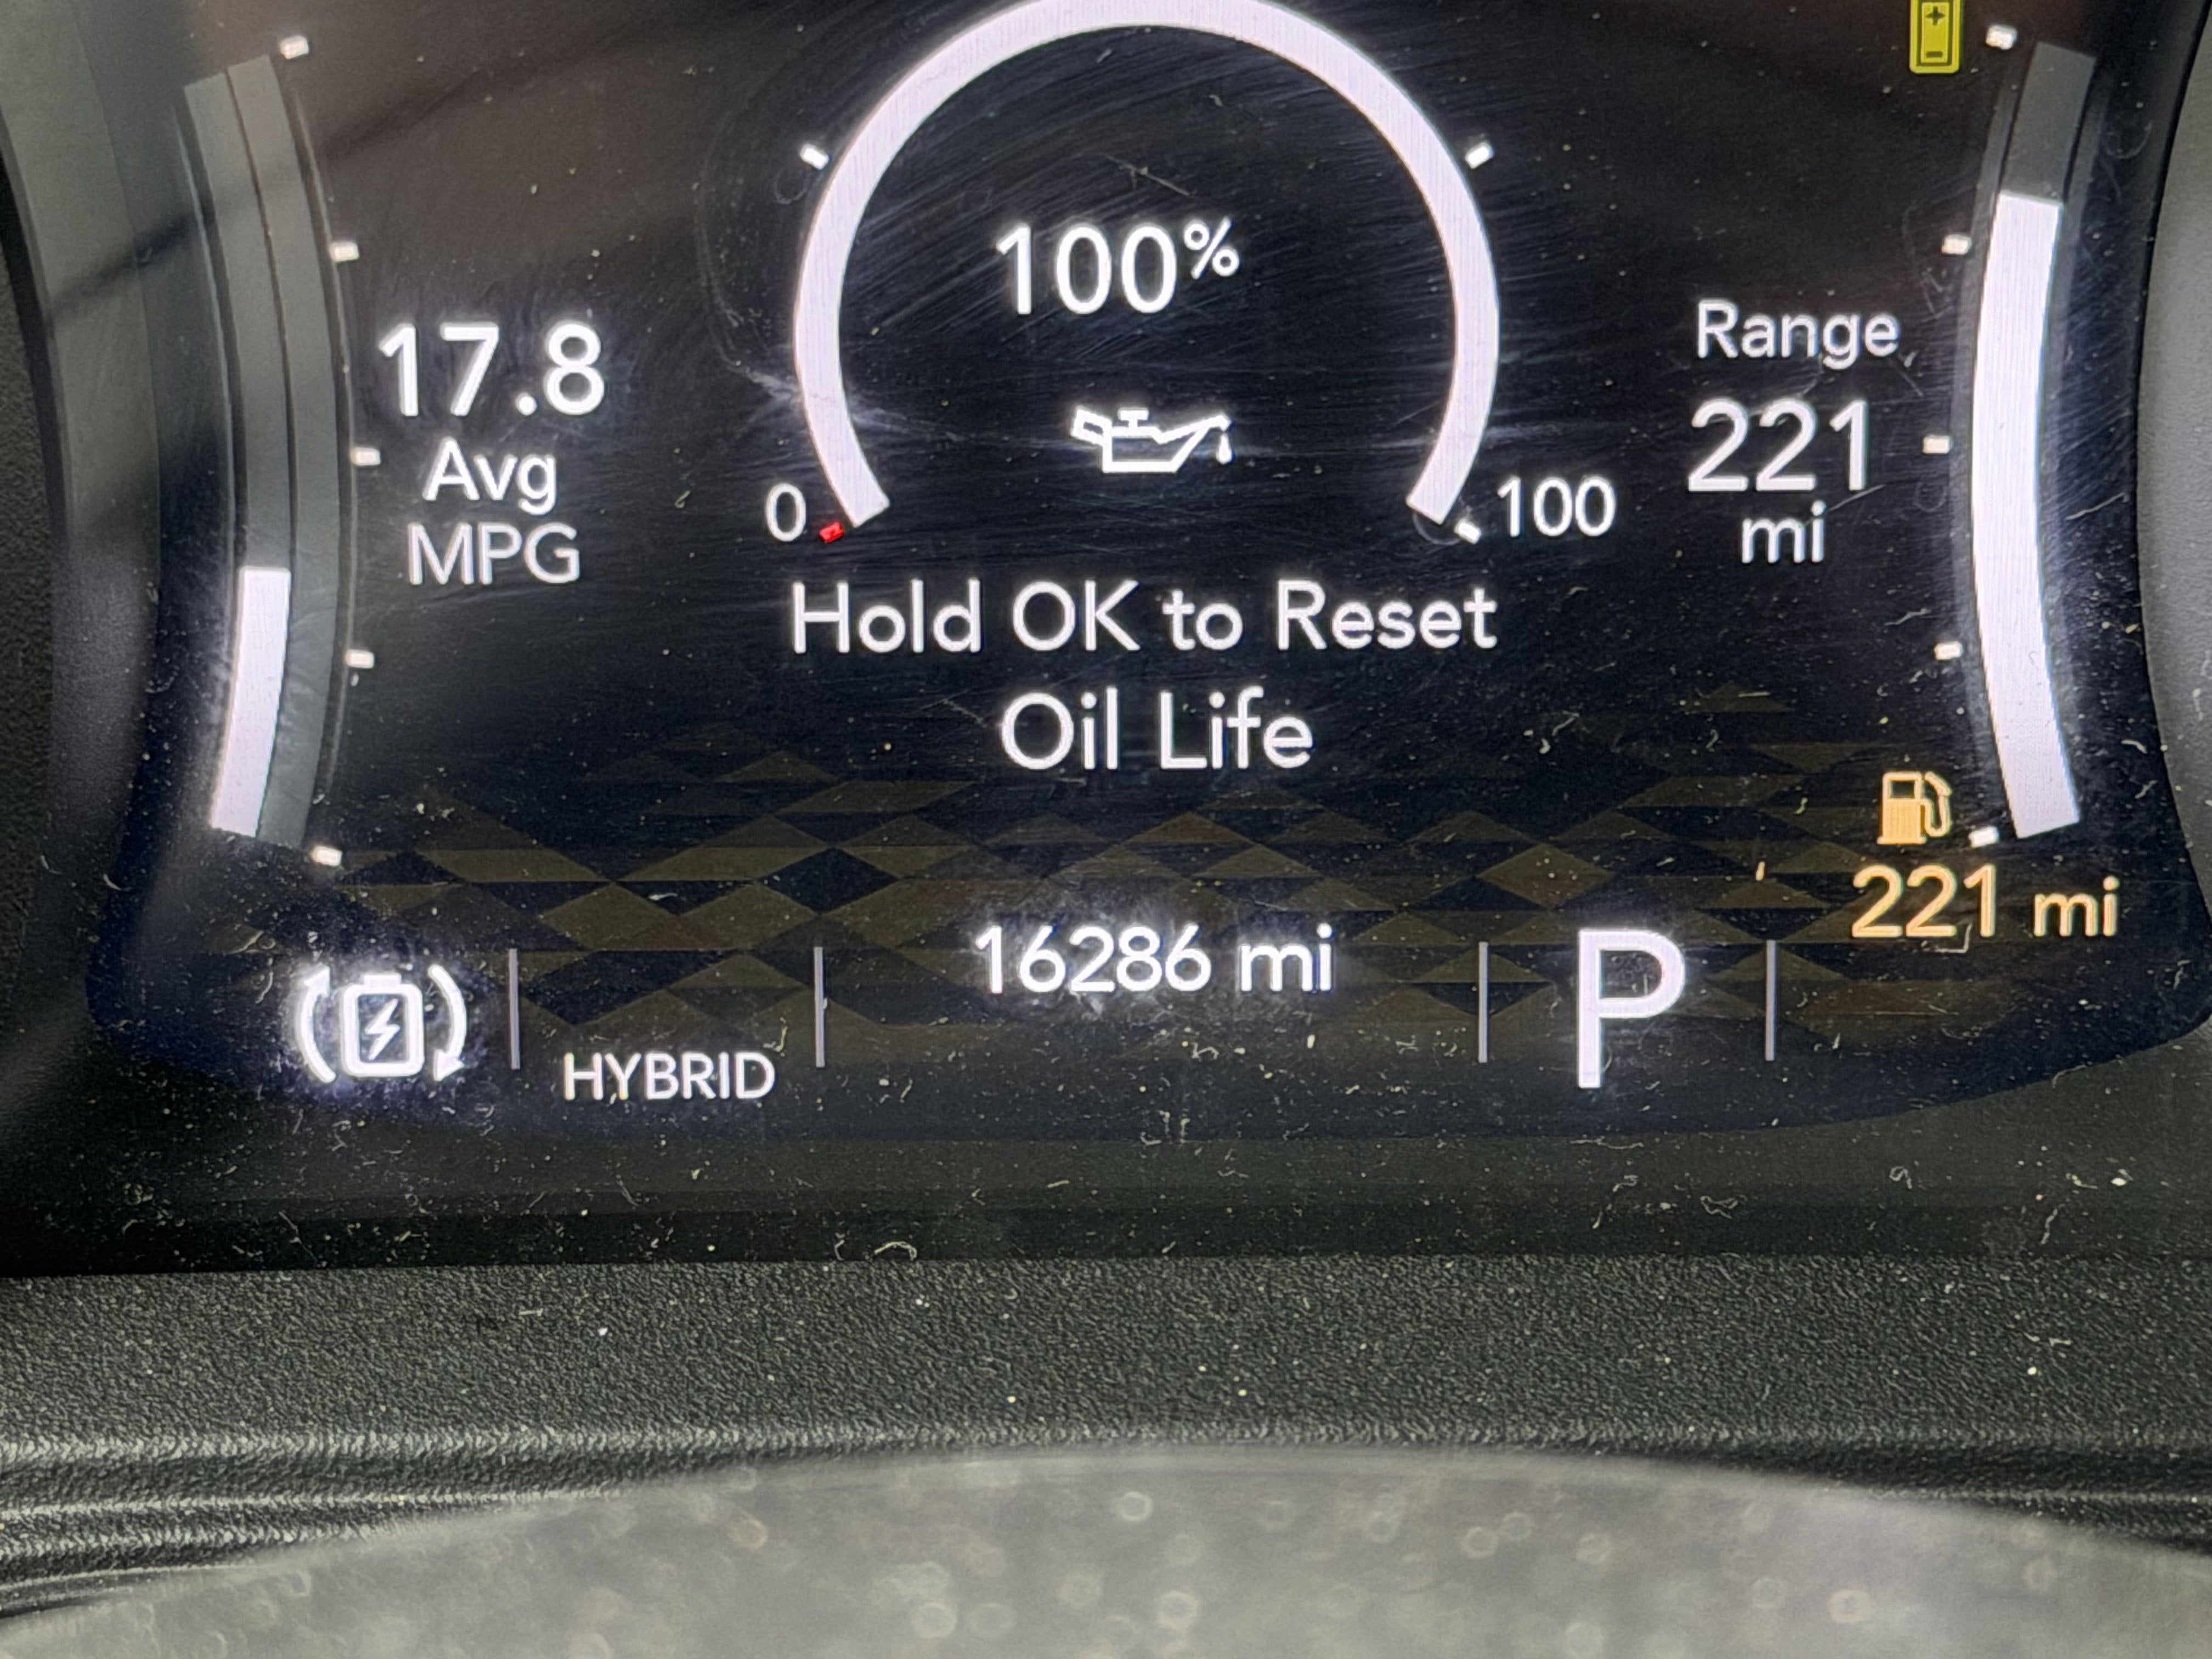 100%
17.8
Avg
MPG
Range
221
mi
0
100
Hold OK to Reset
Oil Life
221 mi
16286 mi
P
HYBRID